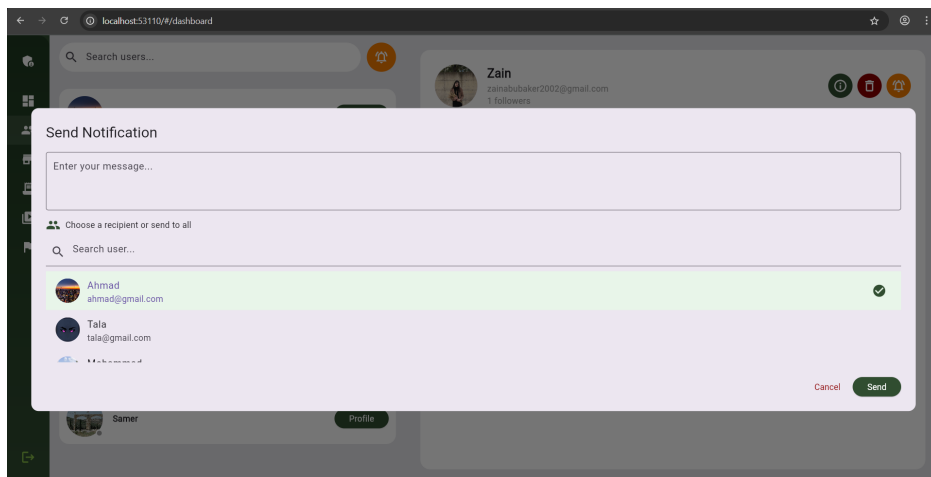 localhost:53110/#/dashboard
Search users...
Zain
zainabubaker2002@gmail.com
1 followers
Send Notification
Enter your message...
Choose a recipient or send to all
Search user...
Ahmad
ahmad@gmail.com
Tala
tala@gmail.com
Mohammad
Cancel
Send
Samer
Profile